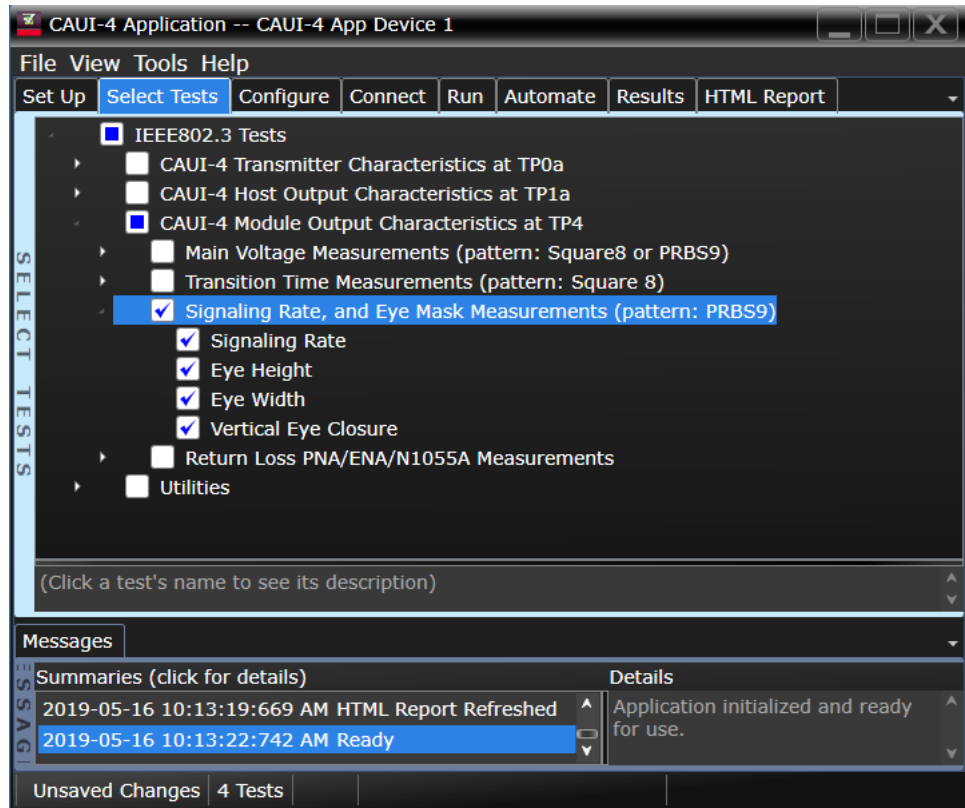 CAUI-4 Application -- CAUI-4 App Device 1
File View Tools Help
Set Up Select Tests Configure Connect Run Automate Results HTML Report
SELECT TESTS
IEEE802.3 Tests
CAUI-4 Transmitter Characteristics at TP0a
CAUI-4 Host Output Characteristics at TP1a
CAUI-4 Module Output Characteristics at TP4
Main Voltage Measurements (pattern: Square8 or PRBS9)
Transition Time Measurements (pattern: Square 8)
Signaling Rate, and Eye Mask Measurements (pattern: PRBS9)
Signaling Rate
Eye Height
Eye Width
Vertical Eye Closure
Return Loss PNA/ENA/N1055A Measurements
Utilities
(Click a test's name to see its description)
Messages
Summaries (click for details) Details
2019-05-16 10:13:19:669 AM HTML Report Refreshed
2019-05-16 10:13:22:742 AM Ready
Application initialized and ready
for use.
Unsaved Changes 4 Tests